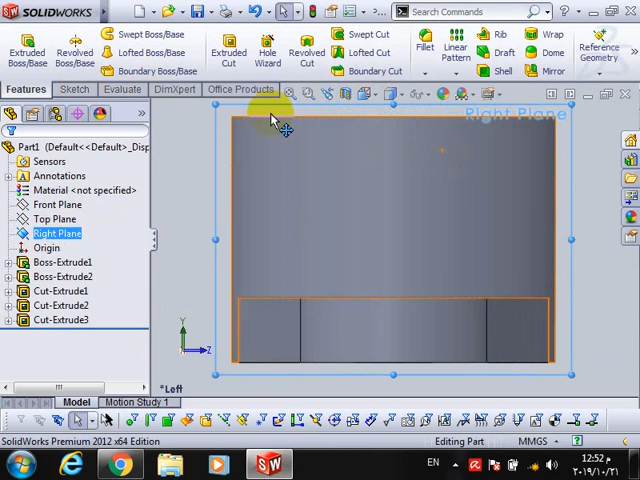 SOLIDWORKS
Search Commands
Extruded Boss/Base
Revolved Boss/Base
Swept Boss/Base
Lofted Boss/Base
Boundary Boss/Base
Extruded Cut
Hole Wizard
Revolved Cut
Swept Cut
Lofted Cut
Boundary Cut
Fillet
Linear Pattern
Rib
Draft
Shell
Wrap
Dome
Mirror
Reference Geometry
Features
Sketch
Evaluate
DimXpert
Office Products
Right Plane
Part1 (Default<<Default>_Disp
Sensors
Annotations
Material <not specified>
Front Plane
Top Plane
Right Plane
Origin
Boss-Extrude1
Boss-Extrude2
Cut-Extrude1
Cut-Extrude2
Cut-Extrude3
Y
Z
*Left
Model
Motion Study 1
SolidWorks Premium 2012 x64 Edition
Editing Part
MMGS
EN
12:52 م
٢٠١٩/١٠/٢١